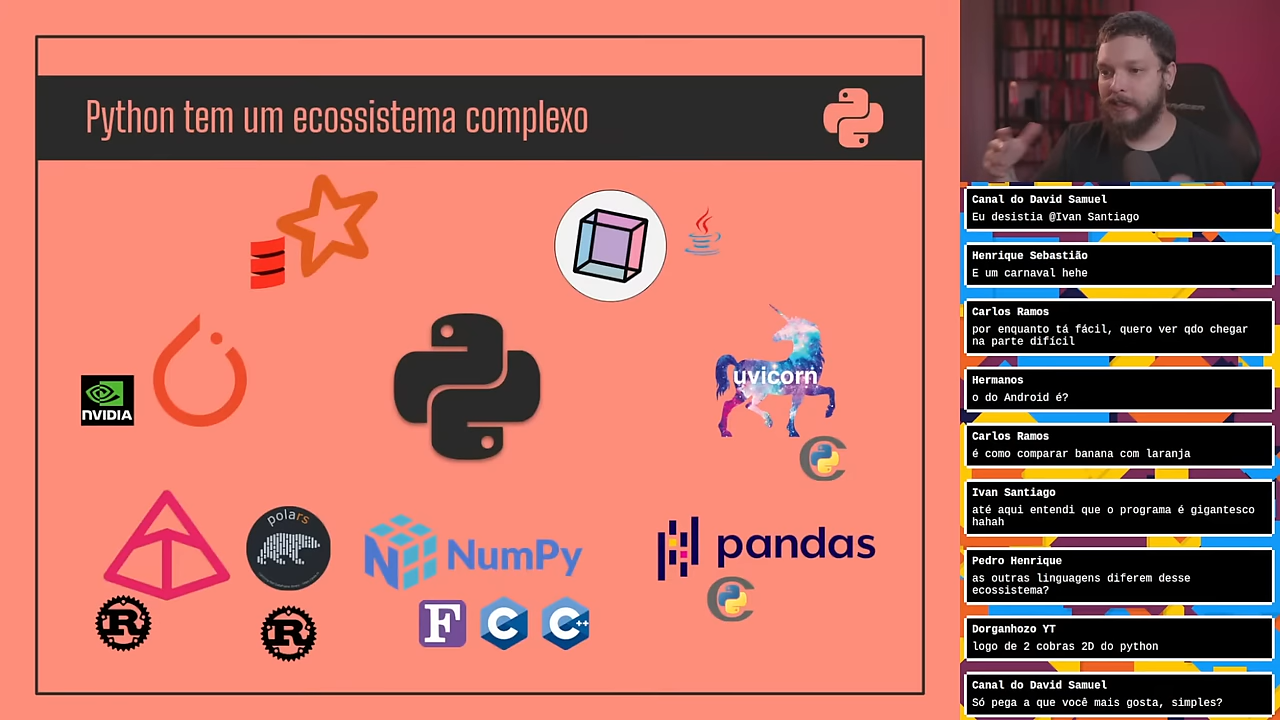 Python tem um ecossistema complexo
NVIDIA
uvicorn
polars
NumPy
pandas
R
R
F
C
C++
Canal do David Samuel
Eu desistia @Ivan Santiago
Henrique Sebastião
E um carnaval hehe
Carlos Ramos
por enquanto tá fácil, quero ver qdo chegar
na parte difícil
Hermanos
o do Android é?
Carlos Ramos
é como comparar banana com laranja
Ivan Santiago
até aqui entendi que o programa é gigantesco
hahah
Pedro Henrique
as outras linguagens diferem desse
ecossistema?
Dorganhozo YT
logo de 2 cobras 2D do python
Canal do David Samuel
Só pega a que você mais gosta, simples?